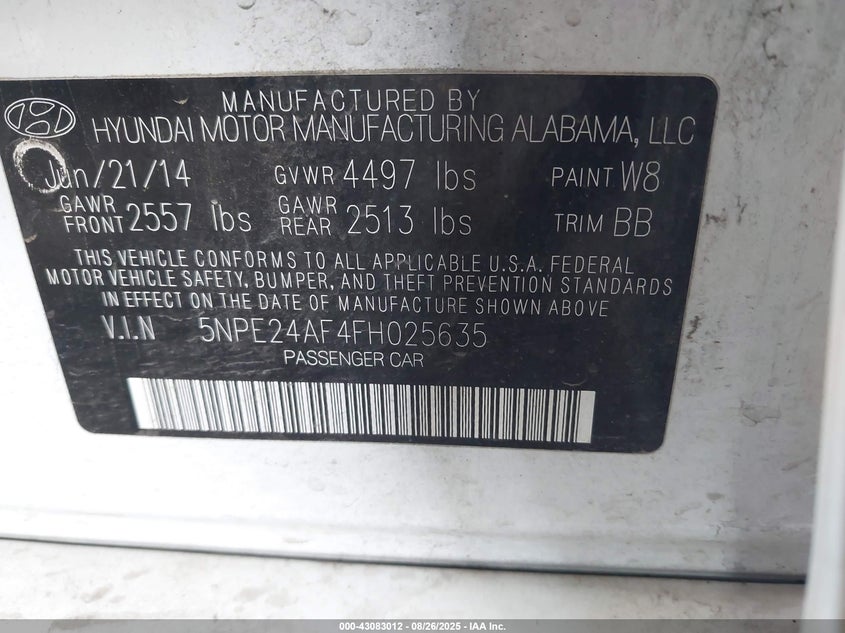 MANUFACTURED BY
HYUNDAI MOTOR MANUFACTURING ALABAMA, LLC
Jun/21/14 GVWR 4497 lbs PAINT W8
GAWR FRONT 2557 lbs GAWR REAR 2513 lbs TRIM BB
THIS VEHICLE CONFORMS TO ALL APPLICABLE U.S.A. FEDERAL
MOTOR VEHICLE SAFETY, BUMPER, AND THEFT PREVENTION STANDARDS
IN EFFECT ON THE DATE OF MANUFACTURE SHOWN ABOVE
V.I.N 5NPE24AF4FH025635
PASSENGER CAR
000-43083012 - 08/26/2025 - IAA Inc.